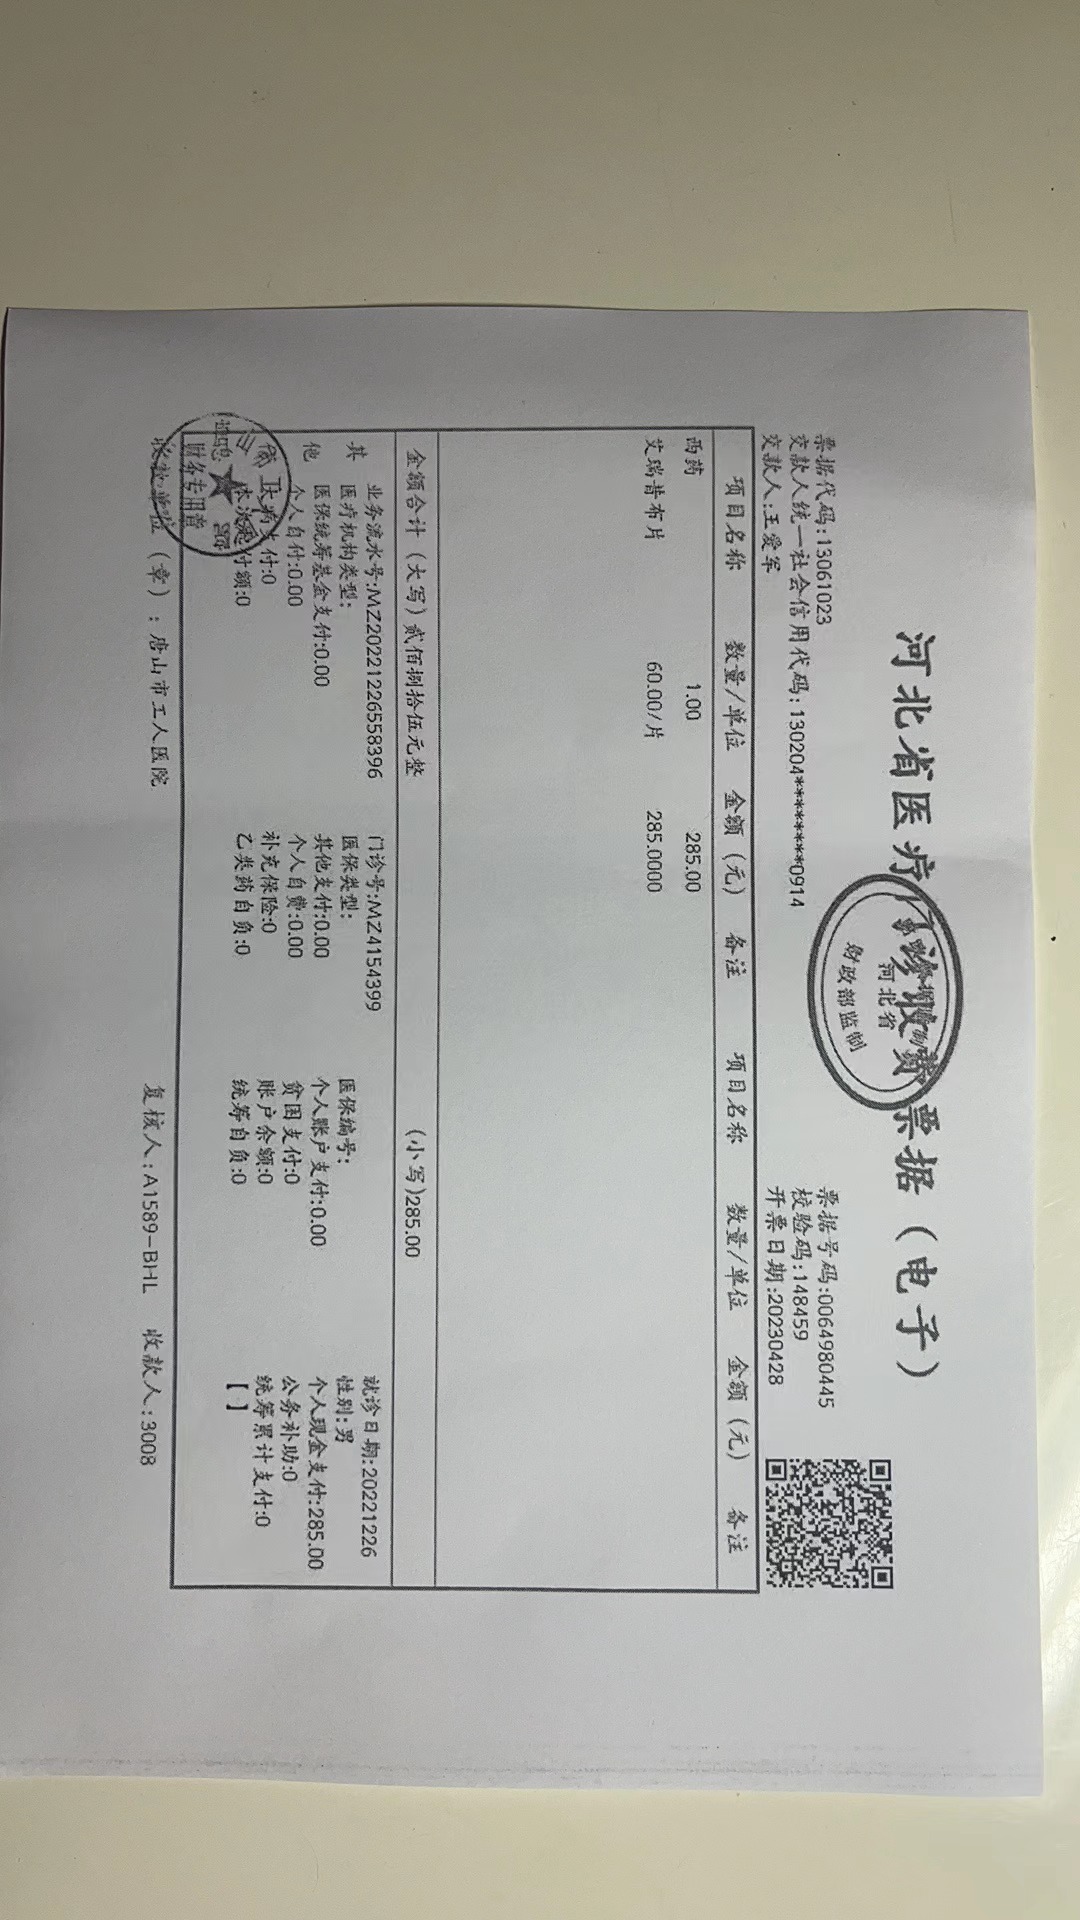 河北省医疗门诊收费票据（电子）
票据代码:13061023 票据号码:0064980445
交款人统一社会信用代码:130204********0914 校验码:148459
交款人:王爱军 开票日期:20230428
河北省
财政部监制
项目名称 数量/单位 金额（元） 备注 项目名称 数量/单位 金额（元） 备注
西药 1.00 285.00
艾瑞昔布片 60.00/片 285.0000
金额合计（大写）贰佰捌拾伍元整 （小写)285.00
其他
业务流水号:MZ20221226558396 门诊号:MZ4154399 就诊日期:20221226
医疗机构类型: 医保类型: 医保编号: 性别:男
医保统筹基金支付:0.00 其他支付:0.00 个人账户支付:0.00 个人现金支付:285.00
个人自付:0.00 个人自费:0.00 贫困支付:0 公务补助:0
大病支付:0 补充保险:0 账户余额:0 统筹累计支付:0
付额:0 乙类药自负:0 统筹自负:0 【 】
财务专用章
收款单位（章）:唐山市工人医院 复核人:A1589-BHL 收款人:3008